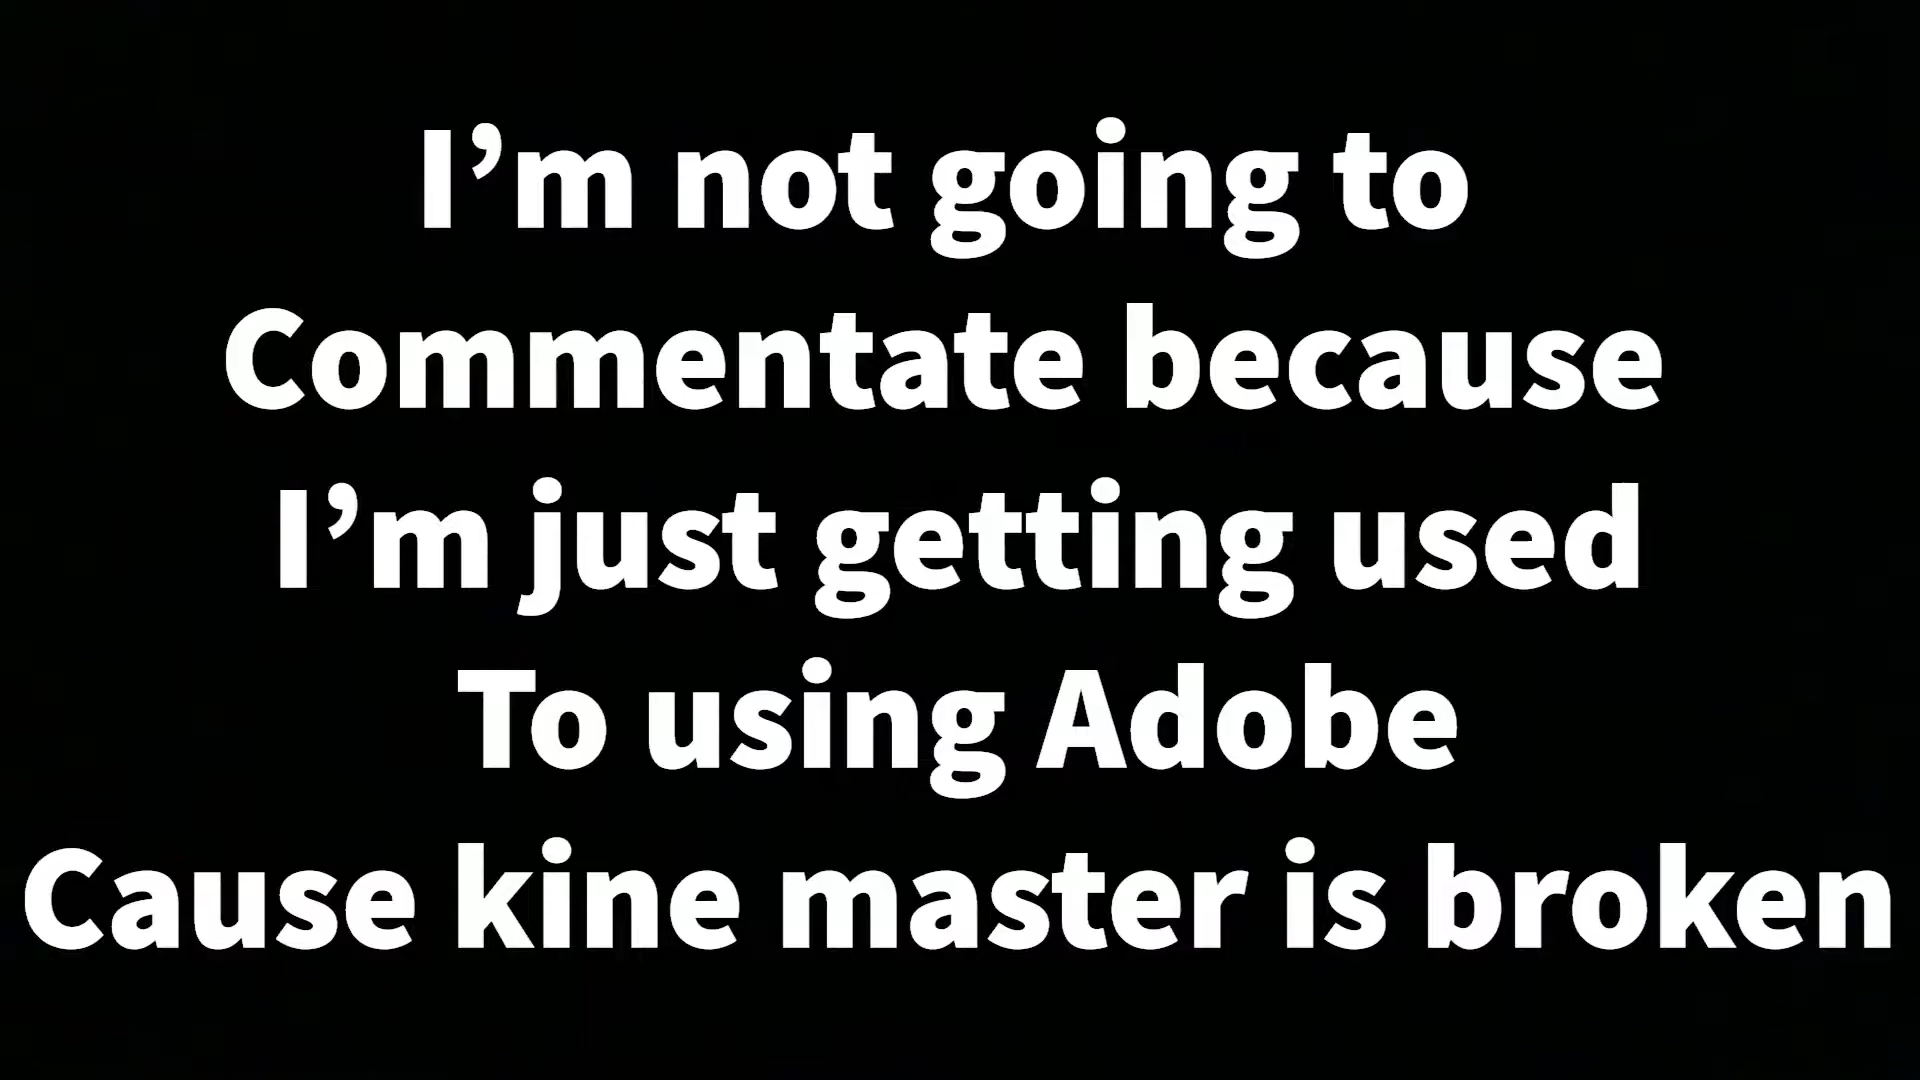 I’m not going to
Commentate because
I’m just getting used
To using Adobe
Cause kine master is broken